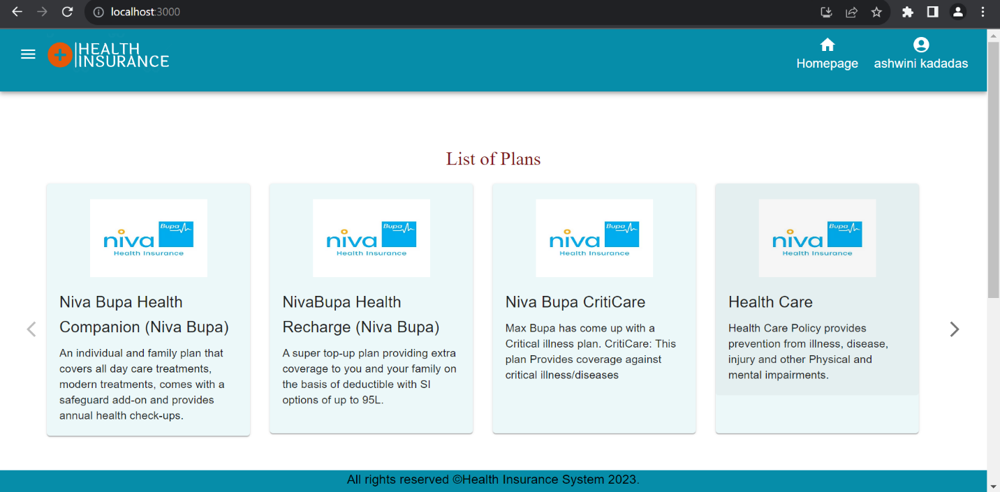 localhost:3000
HEALTH
INSURANCE
Homepage
ashwini kadadas
List of Plans
niva Bupa
Health Insurance
Niva Bupa Health
Companion (Niva Bupa)
An individual and family plan that
covers all day care treatments,
modern treatments, comes with a
safeguard add-on and provides
annual health check-ups.
niva Bupa
Health Insurance
NivaBupa Health
Recharge (Niva Bupa)
A super top-up plan providing extra
coverage to you and your family on
the basis of deductible with SI
options of up to 95L.
niva Bupa
Health Insurance
Niva Bupa CritiCare
Max Bupa has come up with a
Critical illness plan. CritiCare: This
plan Provides coverage against
critical illness/diseases
niva Bupa
Health Insurance
Health Care
Health Care Policy provides
prevention from illness, disease,
injury and other Physical and
mental impairments.
All rights reserved ©Health Insurance System 2023.